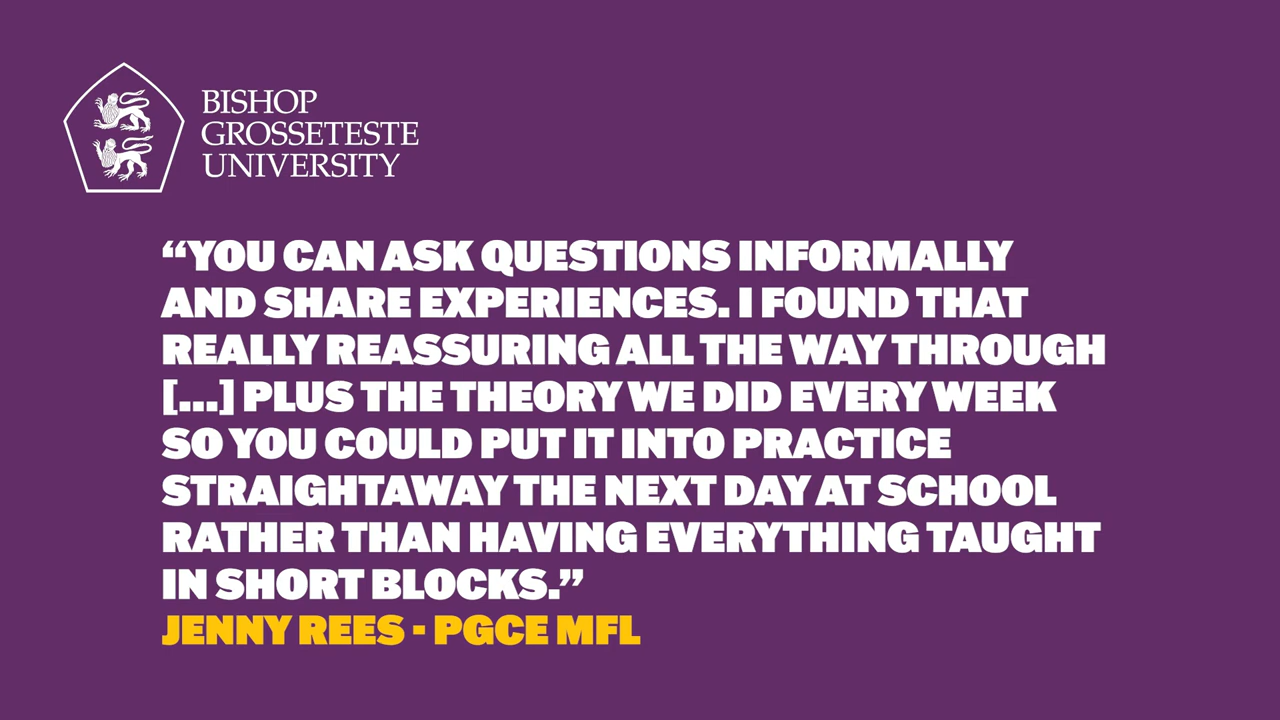 BISHOP
GROSSETESTE
UNIVERSITY
“YOU CAN ASK QUESTIONS INFORMALLY
AND SHARE EXPERIENCES. I FOUND THAT
REALLY REASSURING ALL THE WAY THROUGH
[...] PLUS THE THEORY WE DID EVERY WEEK
SO YOU COULD PUT IT INTO PRACTICE
STRAIGHTAWAY THE NEXT DAY AT SCHOOL
RATHER THAN HAVING EVERYTHING TAUGHT
IN SHORT BLOCKS.”
JENNY REES - PGCE MFL